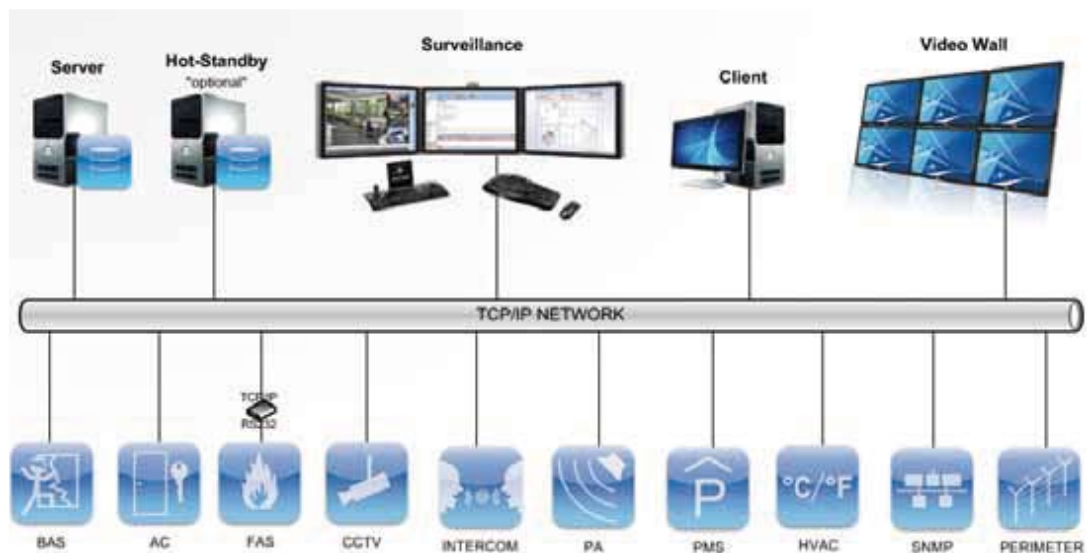 Server
Hot-Standby
"optional"
Surveillance
Client
Video Wall
TCP/IP NETWORK
TCP/IP
RS232
BAS
AC
FAS
CCTV
INTERCOM
PA
PMS
HVAC
SNMP
PERIMETER
P
°C/°F